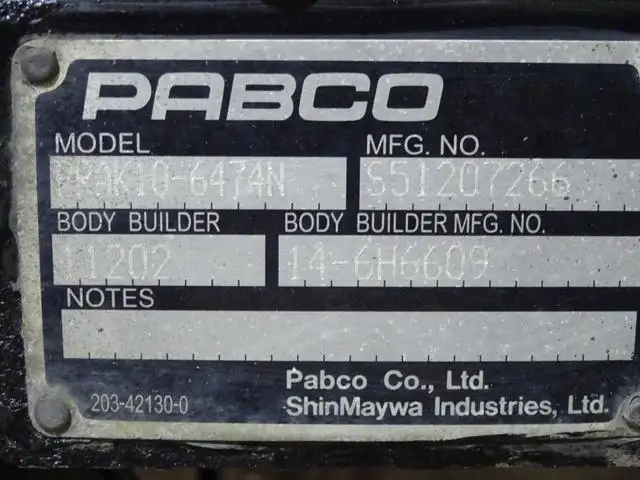 PABCO
MODEL MFG. NO.
PRAK10-6474N S51207266
BODY BUILDER BODY BUILDER MFG. NO.
11202 14-6H6609
NOTES
Pabco Co., Ltd.
203-42130-0 ShinMaywa Industries, Ltd.